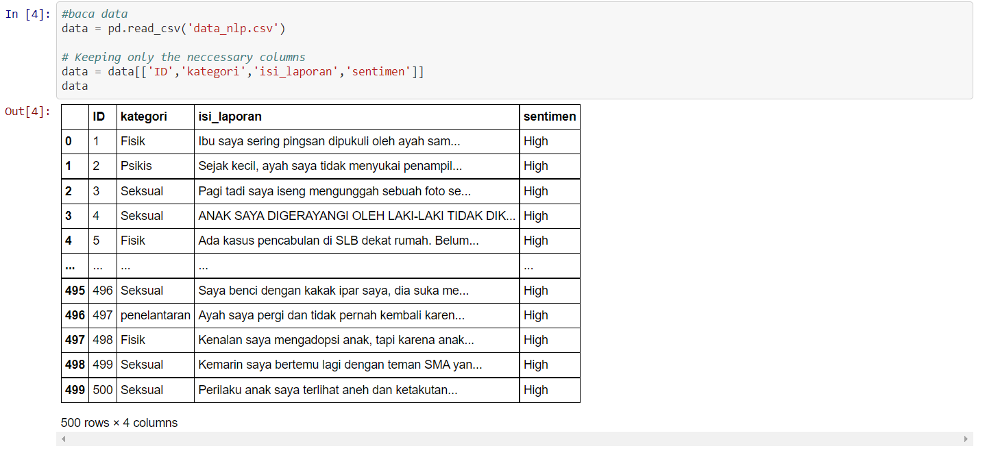 In [4]: #baca data
data = pd.read_csv('data_nlp.csv')
# Keeping only the neccessary columns
data = data[['ID','kategori','isi_laporan','sentimen']]
data
Out[4]:
ID kategori isi_laporan sentimen
0 1 Fisik Ibu saya sering pingsan dipukuli oleh ayah sam... High
1 2 Psikis Sejak kecil, ayah saya tidak menyukai penampil... High
2 3 Seksual Pagi tadi saya iseng mengunggah sebuah foto se... High
3 4 Seksual ANAK SAYA DIGERAYANGI OLEH LAKI-LAKI TIDAK DIK... High
4 5 Fisik Ada kasus pencabulan di SLB dekat rumah. Belum... High
... ... ... ... ...
495 496 Seksual Saya benci dengan kakak ipar saya, dia suka me... High
496 497 penelantaran Ayah saya pergi dan tidak pernah kembali karen... High
497 498 Fisik Kenalan saya mengadopsi anak, tapi karena anak... High
498 499 Seksual Kemarin saya bertemu lagi dengan teman SMA yan... High
499 500 Seksual Perilaku anak saya terlihat aneh dan ketakutan... High
500 rows × 4 columns